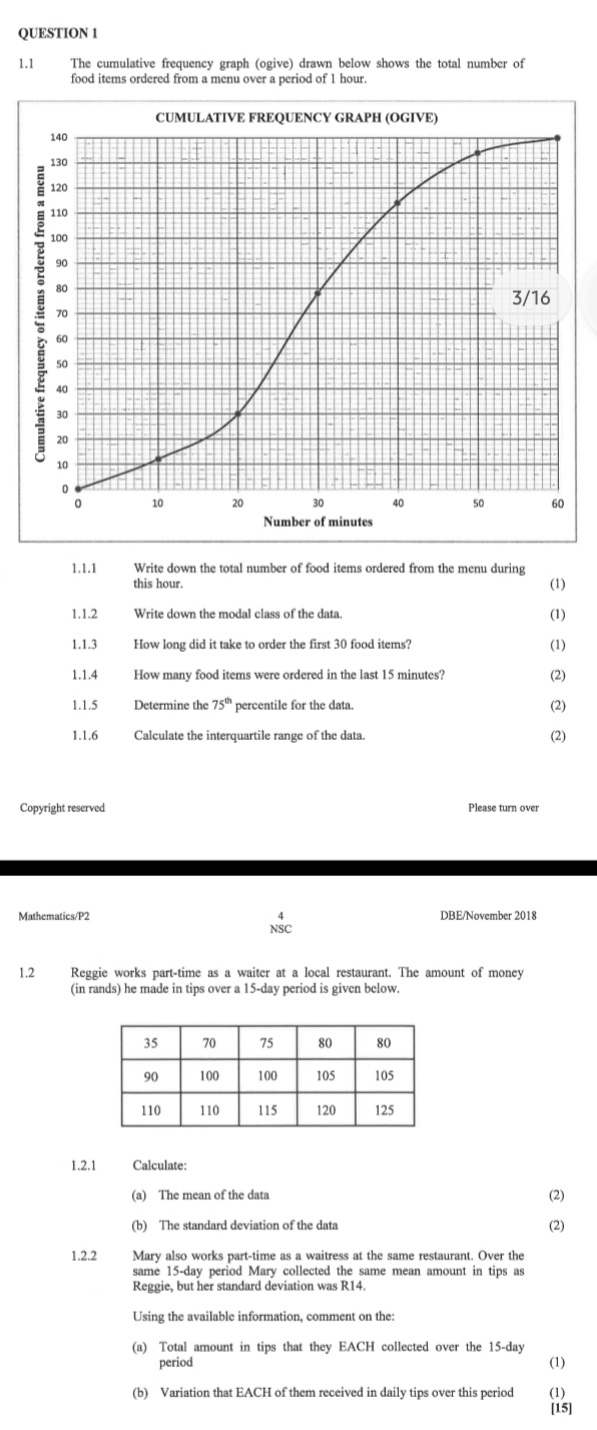 QUESTION 1
1.1 The cumulative frequency graph (ogive) drawn below shows the total number of
food items ordered from a menu over a period of 1 hour.
CUMULATIVE FREQUENCY GRAPH (OGIVE)
Cumulative frequency of items ordered from a menu
140
130
120
110
100
90
80
70
60
50
40
30
20
10
0
3/16
0 10 20 30 40 50 60
Number of minutes
1.1.1 Write down the total number of food items ordered from the menu during
this hour. (1)
1.1.2 Write down the modal class of the data. (1)
1.1.3 How long did it take to order the first 30 food items? (1)
1.1.4 How many food items were ordered in the last 15 minutes? (2)
1.1.5 Determine the 75th percentile for the data. (2)
1.1.6 Calculate the interquartile range of the data. (2)
Copyright reserved Please turn over
Mathematics/P2 4 DBE/November 2018
NSC
1.2 Reggie works part-time as a waiter at a local restaurant. The amount of money
(in rands) he made in tips over a 15-day period is given below.
35 70 75 80 80
90 100 100 105 105
110 110 115 120 125
1.2.1 Calculate:
(a) The mean of the data (2)
(b) The standard deviation of the data (2)
1.2.2 Mary also works part-time as a waitress at the same restaurant. Over the
same 15-day period Mary collected the same mean amount in tips as
Reggie, but her standard deviation was R14.
Using the available information, comment on the:
(a) Total amount in tips that they EACH collected over the 15-day
period (1)
(b) Variation that EACH of them received in daily tips over this period (1)
[15]